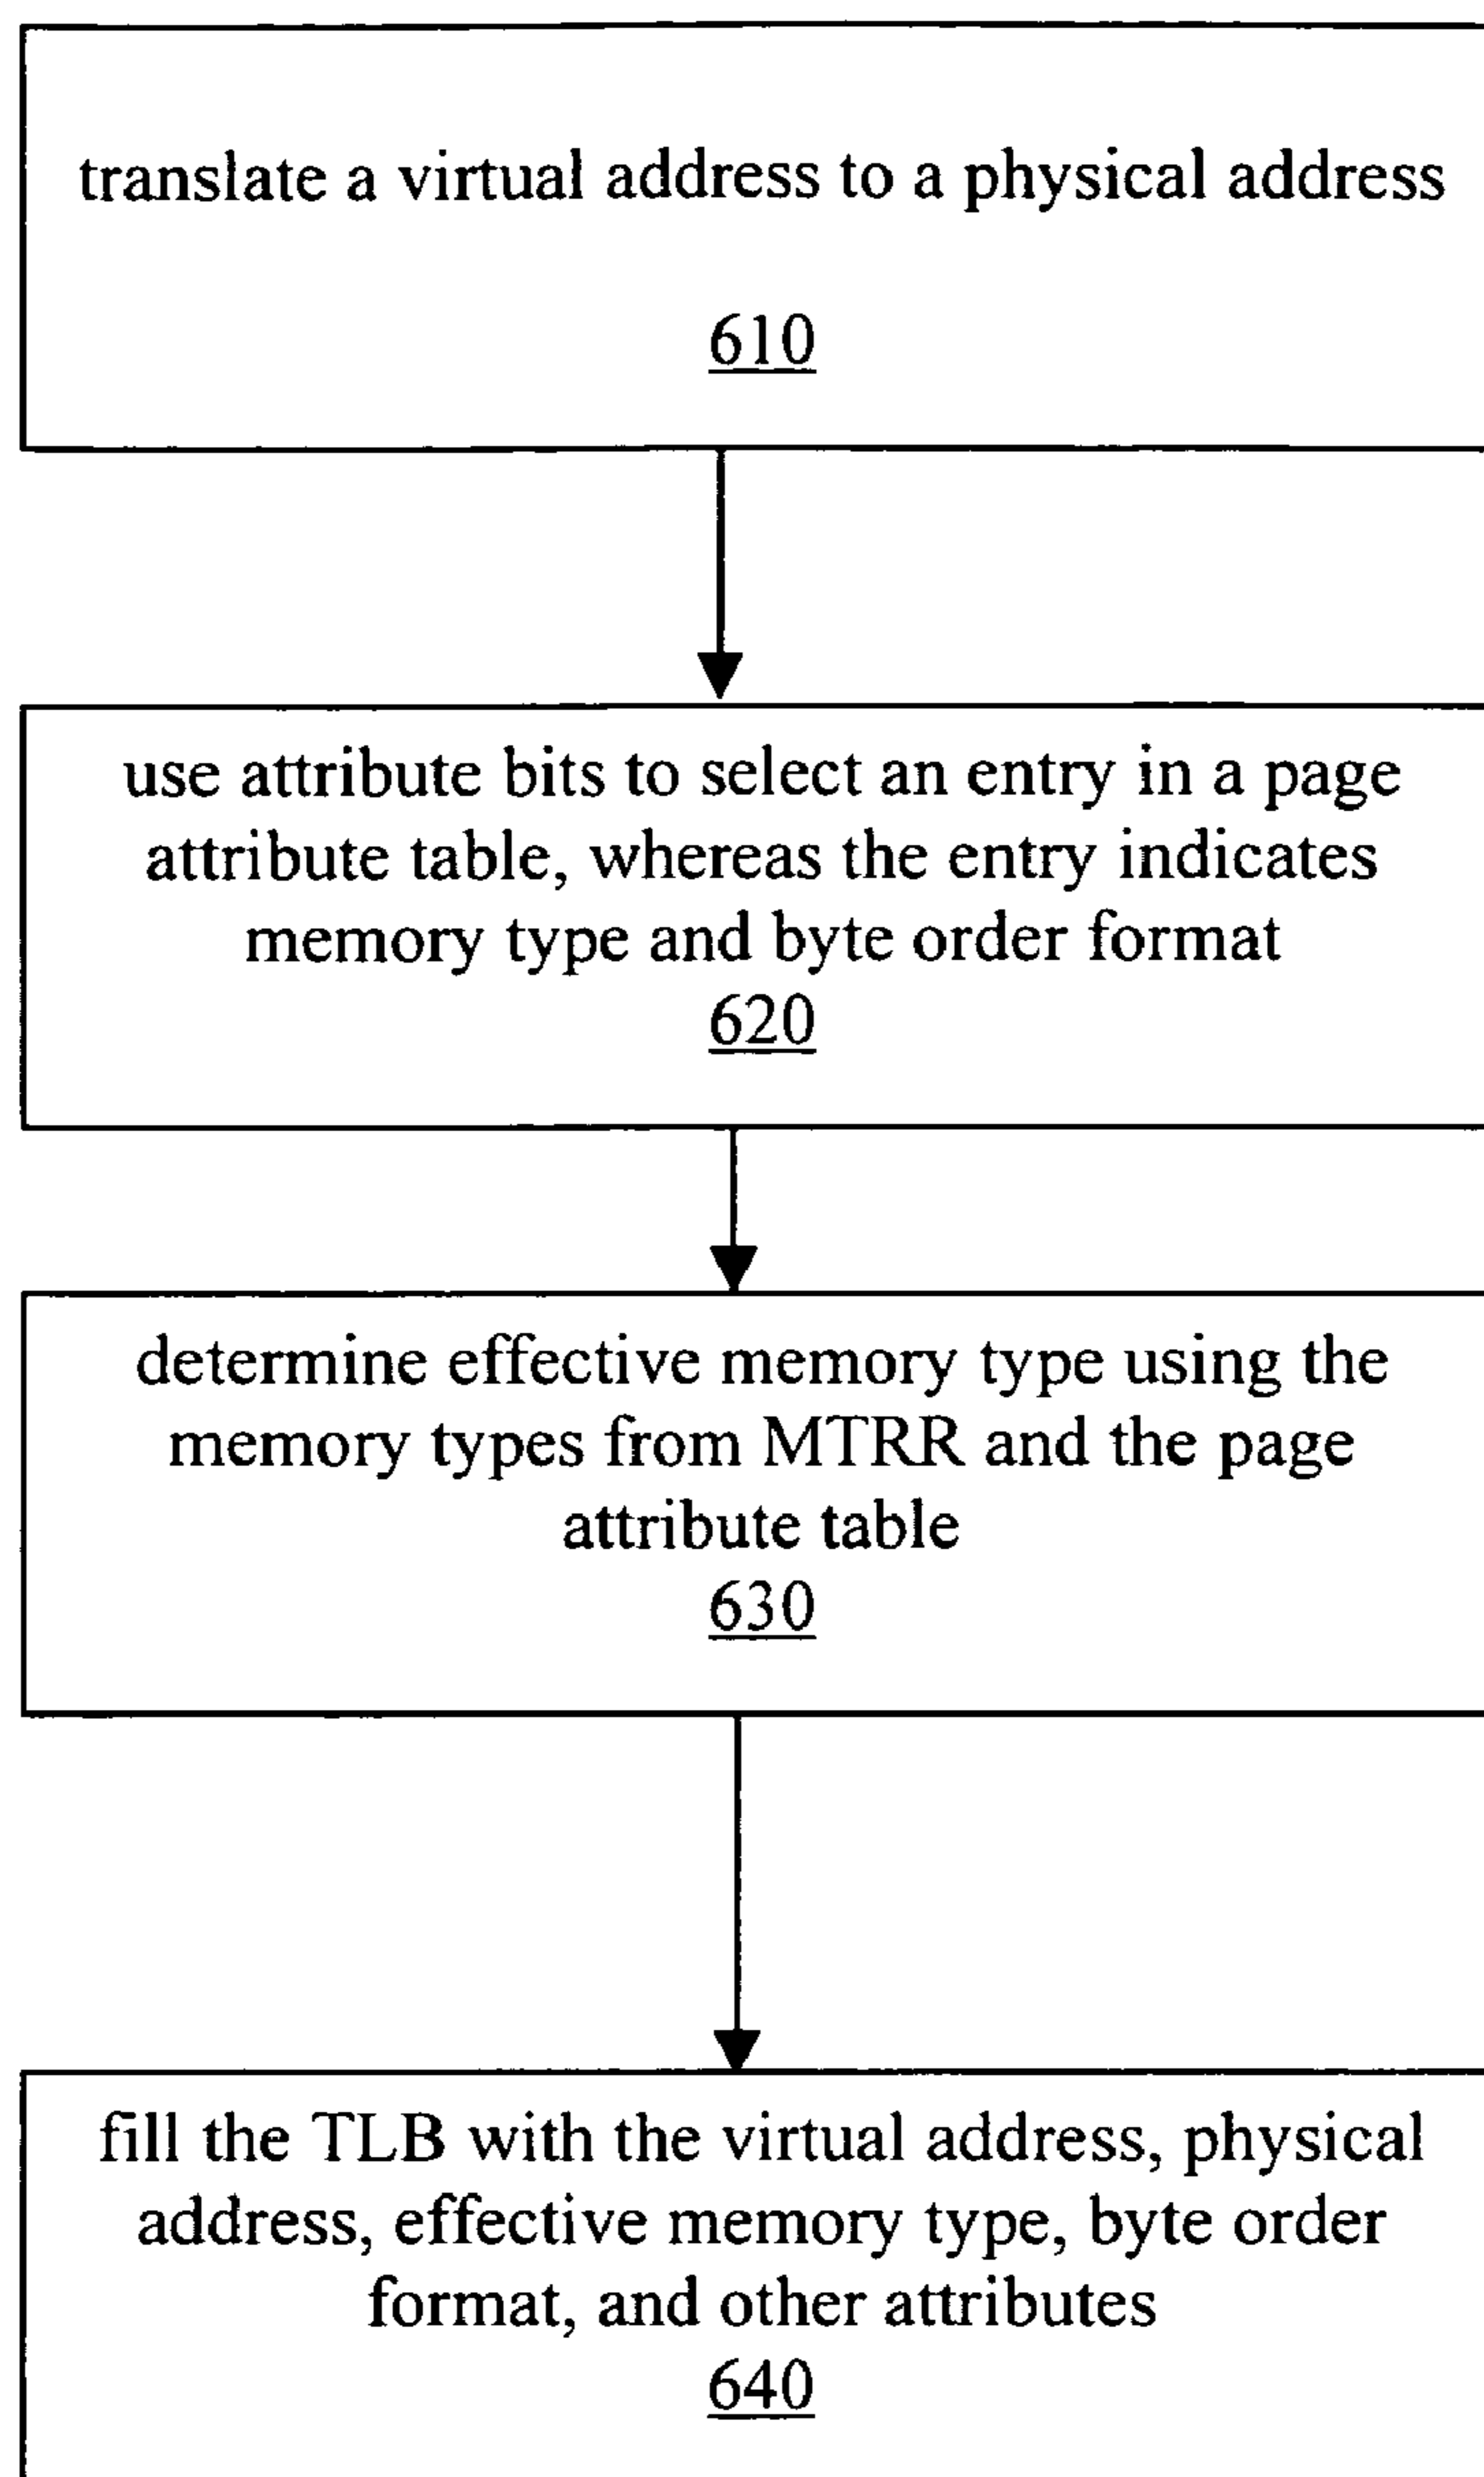 translate a virtual address to a physical address
610
use attribute bits to select an entry in a page
attribute table, whereas the entry indicates
memory type and byte order format
620
determine effective memory type using the
memory types from MTRR and the page
attribute table
630
fill the TLB with the virtual address, physical
address, effective memory type, byte order
format, and other attributes
640